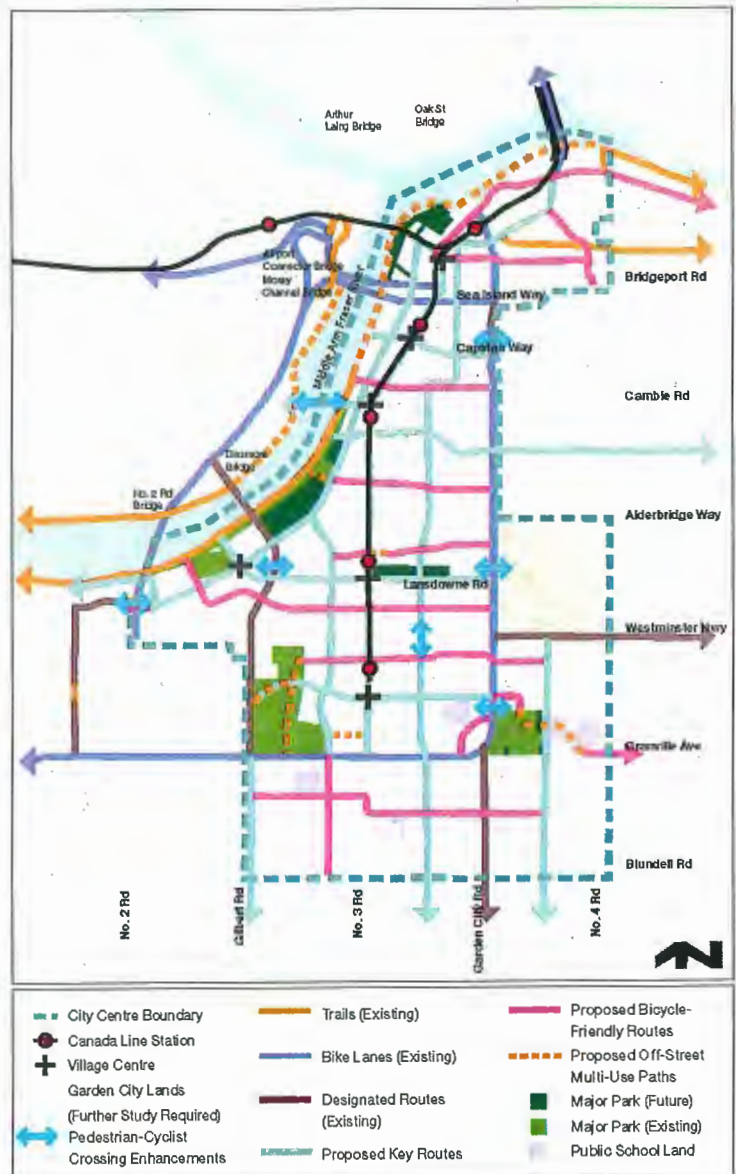 Arthur
Laing Bridge
Oak St
Bridge
Airport
Connector Bridge
Moray
Channel Bridge
Middle Arm Fraser River
Sea Island Way
Bridgeport Rd
Capstan Way
Cambie Rd
Dinsmore
Bridge
No. 2 Rd
Bridge
Alderbridge Way
Lansdowne Rd
Westminster Hwy
Granville Ave
Blundell Rd
No. 2 Rd
Gilbert Rd
No. 3 Rd
Garden City Rd
No. 4 Rd
N
City Centre Boundary
Canada Line Station
Village Centre
Garden City Lands
(Further Study Required)
Pedestrian-Cyclist
Crossing Enhancements
Trails (Existing)
Bike Lanes (Existing)
Designated Routes
(Existing)
Proposed Key Routes
Proposed Bicycle-
Friendly Routes
Proposed Off-Street
Multi-Use Paths
Major Park (Future)
Major Park (Existing)
Public School Land